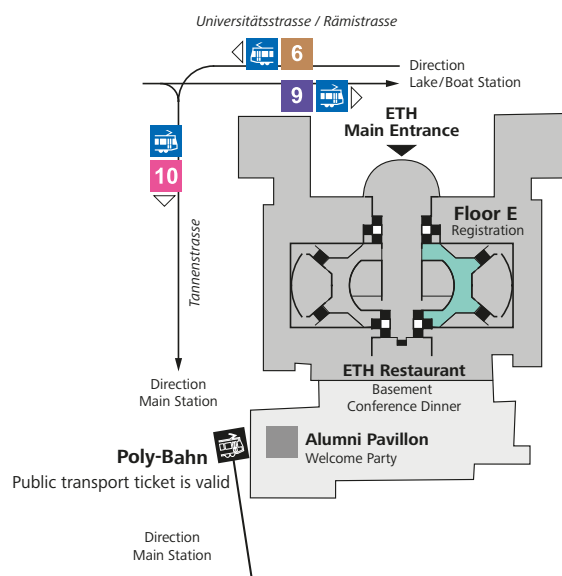 Universitätsstrasse / Rämistrasse
6
Direction
Lake/Boat Station
9
ETH
Main Entrance
10
Tannenstrasse
Floor E
Registration
ETH Restaurant
Basement
Conference Dinner
Direction
Main Station
Alumni Pavillon
Welcome Party
Poly-Bahn
Public transport ticket is valid
Direction
Main Station